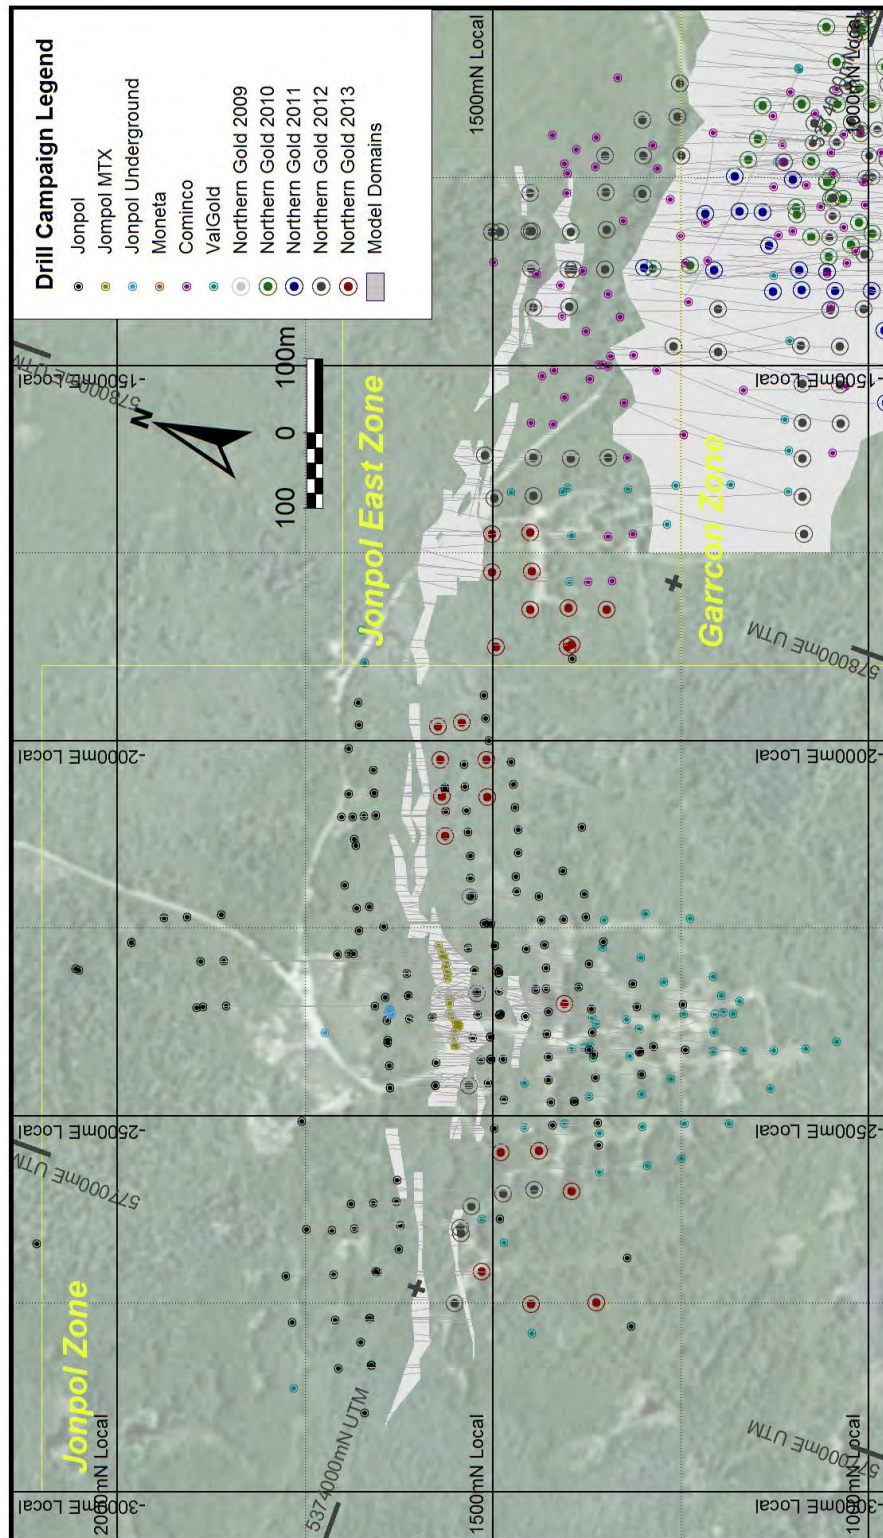 Jonpol Zone
-3000mE Local
2000mN Local
577000mE UTM
-2500mE Local
-2000mE Local
578000mE UTM
-1500mE Local
N
100
0
100m
Drill Campaign Legend
Jonpol
Jompol MTX
Jonpol Underground
Moneta
Cominco
ValGold
Northern Gold 2009
Northern Gold 2010
Northern Gold 2011
Northern Gold 2012
Northern Gold 2013
Model Domains
5374000mN UTM
Jonpol East Zone
1500mN Local
1500mN Local
Garrcon Zone
577000mE UTM
578000mE UTM
-3000mE Local
-2500mE Local
-2000mE Local
-1500mE Local
1000mN Local
1000mN Local